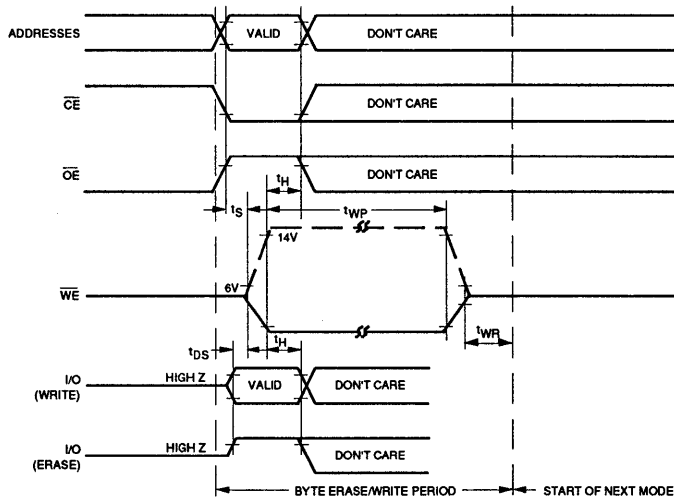 ADDRESSES
VALID
DON'T CARE
CE
DON'T CARE
OE
DON'T CARE
tH
tS
tWP
14V
6V
WE
tWR
tDS
tH
I/O
(WRITE)
HIGH Z
VALID
DON'T CARE
I/O
(ERASE)
HIGH Z
DON'T CARE
BYTE ERASE/WRITE PERIOD
START OF NEXT MODE